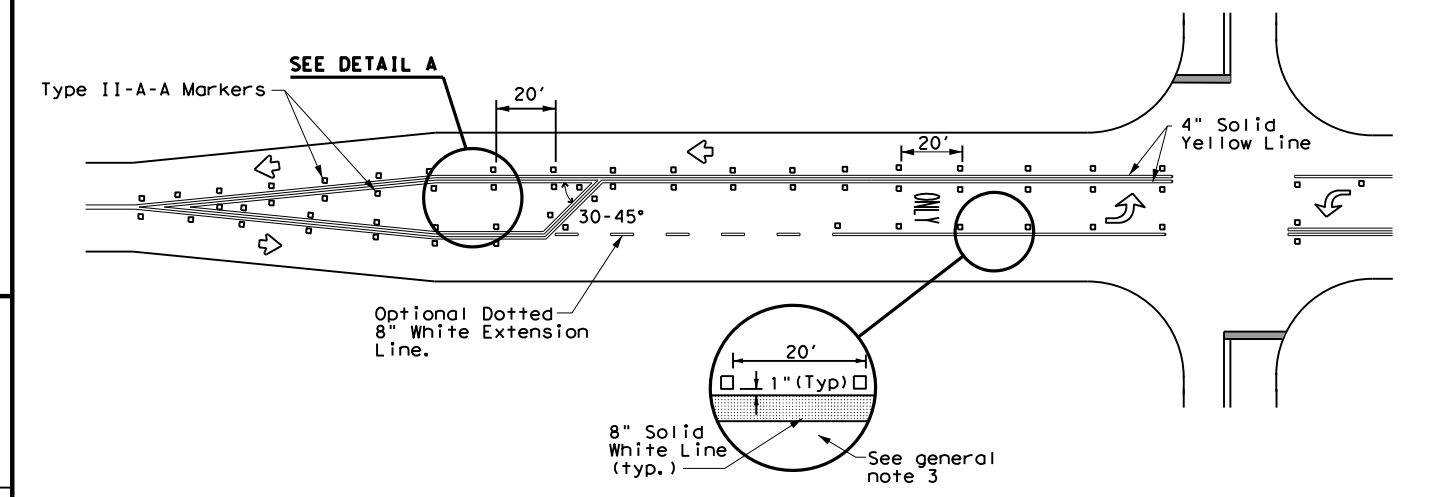 SEE DETAIL A
Type II-A-A Markers
20'
20'
4" Solid
Yellow Line
ONLY
30-45°
Optional Dotted
8" White Extension
Line.
20'
1"(Typ)
8" Solid
White Line
(typ.)
See general
note 3